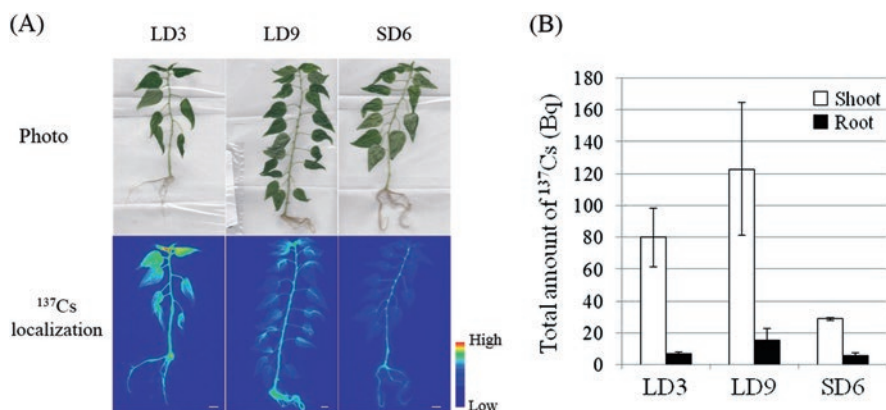 (A)
LD3 LD9 SD6
Photo
¹³⁷Cs
localization
High
Low
(B)
Total amount of ¹³⁷Cs (Bq)
180
160
140
120
100
80
60
40
20
0
Shoot
Root
LD3 LD9 SD6